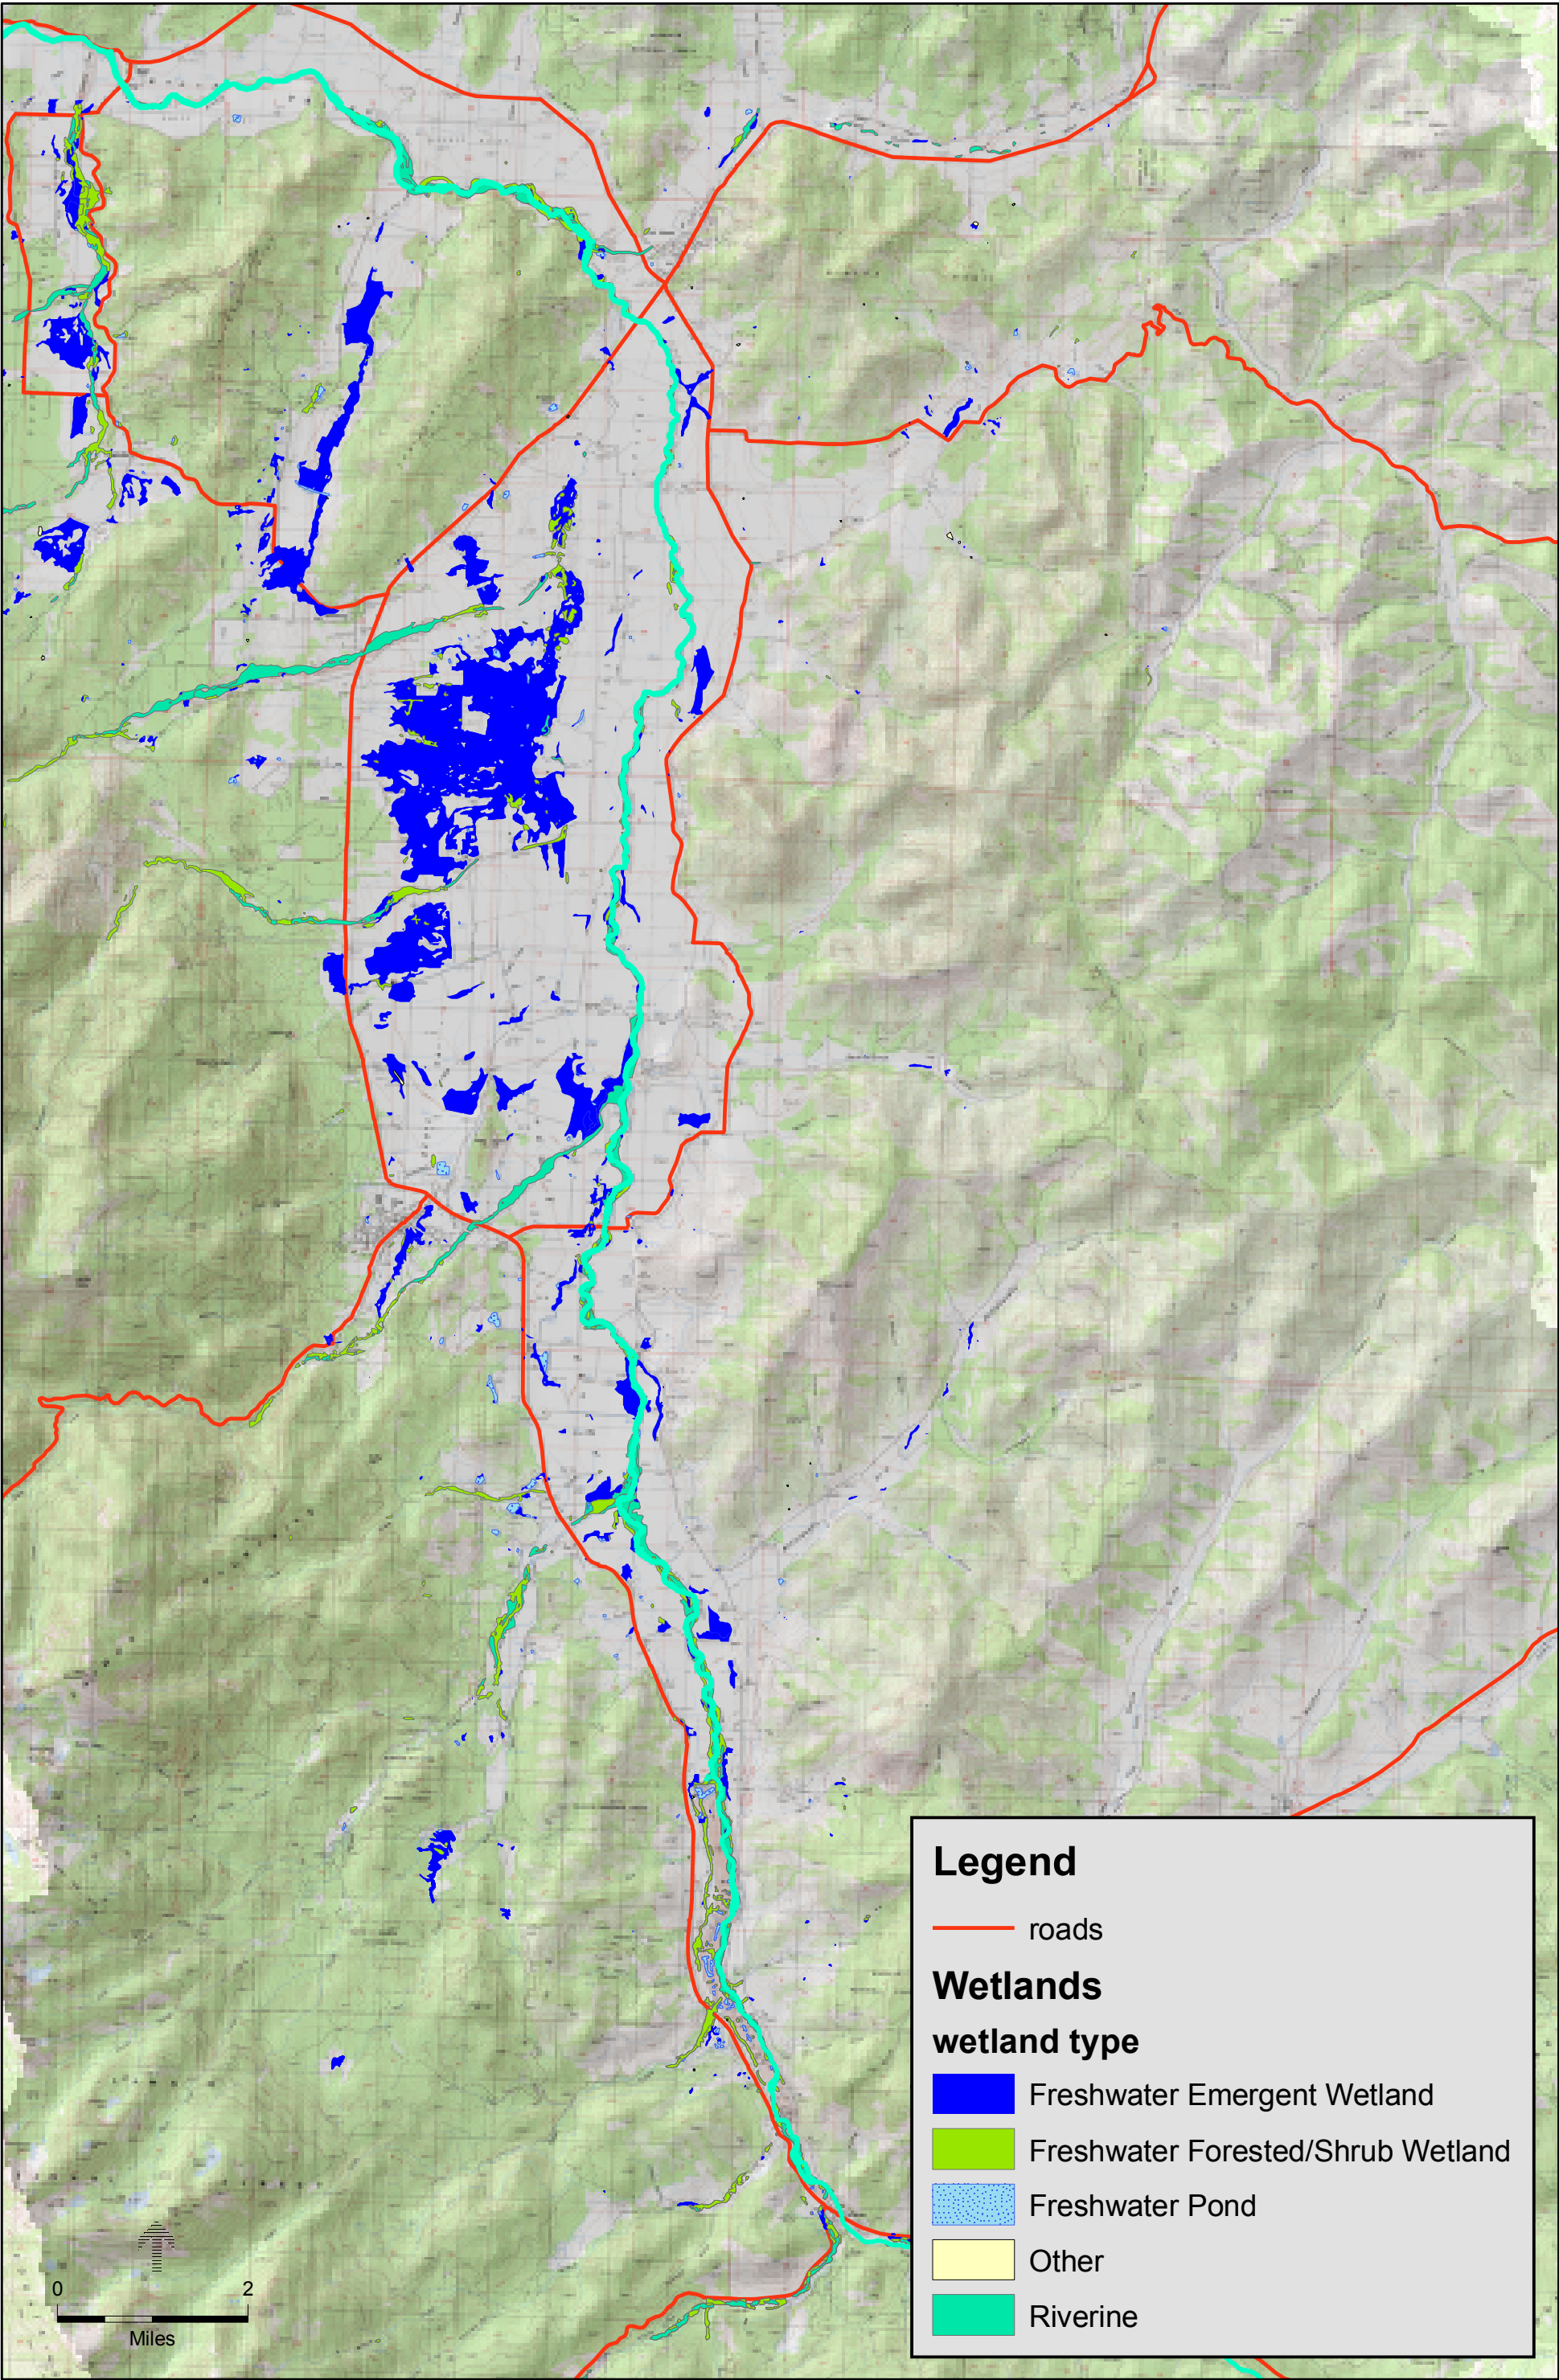 Legend
roads
Wetlands
wetland type
Freshwater Emergent Wetland
Freshwater Forested/Shrub Wetland
Freshwater Pond
Other
Riverine
0 2
Miles